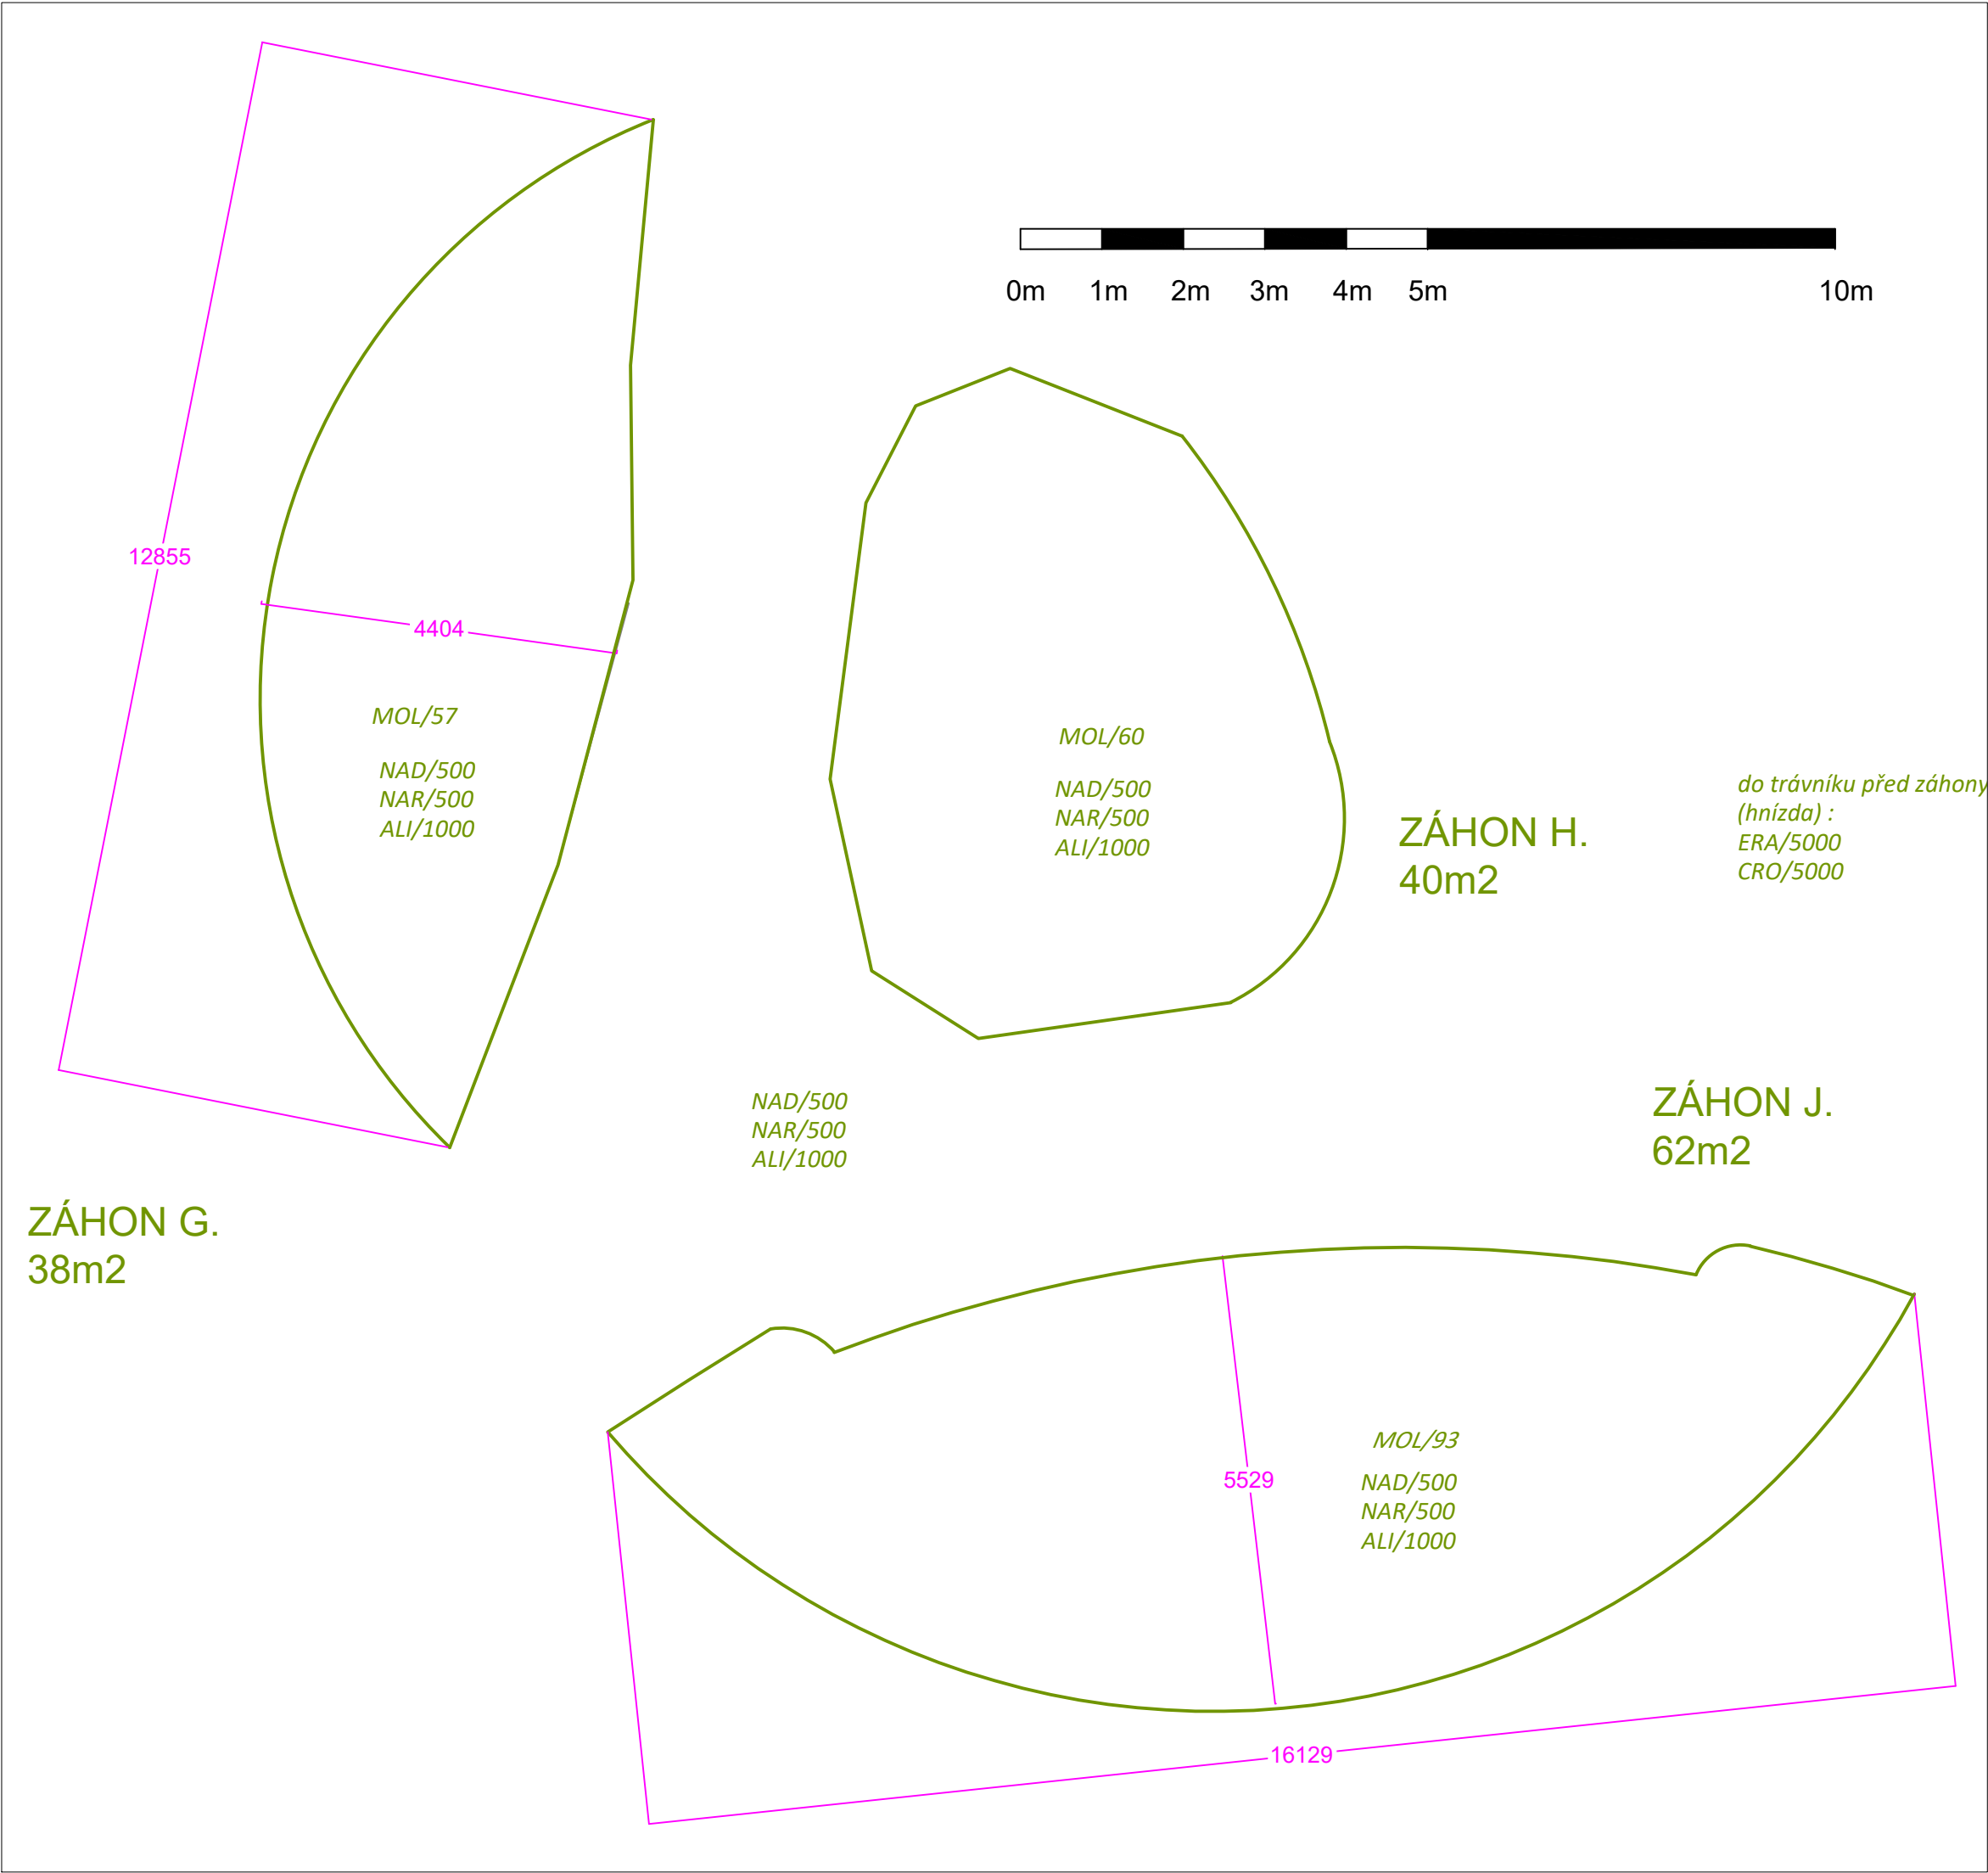 0m 1m 2m 3m 4m 5m 10m
12855
4404
MOL/57
NAD/500
NAR/500
ALI/1000
MOL/60
NAD/500
NAR/500
ALI/1000
ZÁHON H.
40m2
do trávníku před záhony
(hnízda) :
ERA/5000
CRO/5000
NAD/500
NAR/500
ALI/1000
ZÁHON J.
62m2
ZÁHON G.
38m2
MOL/93
5529
NAD/500
NAR/500
ALI/1000
16129